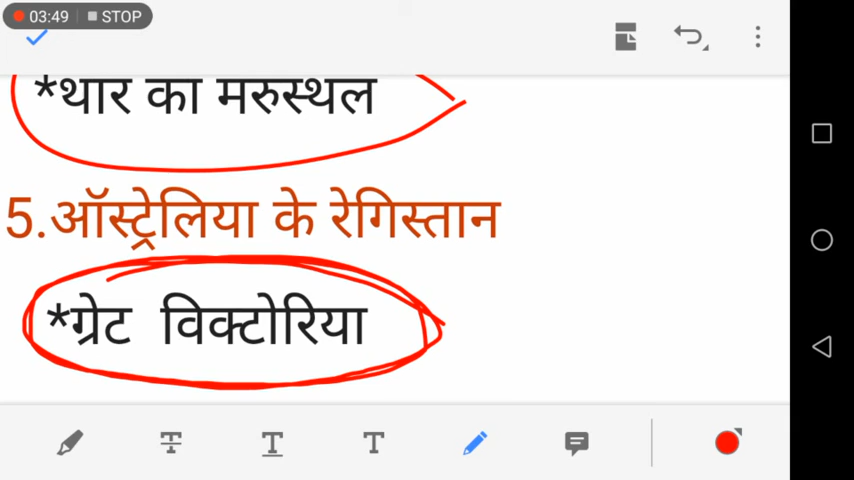 03:49 STOP
*थार का मरुस्थल
5.ऑस्ट्रेलिया के रेगिस्तान
*ग्रेट विक्टोरिया
T T T